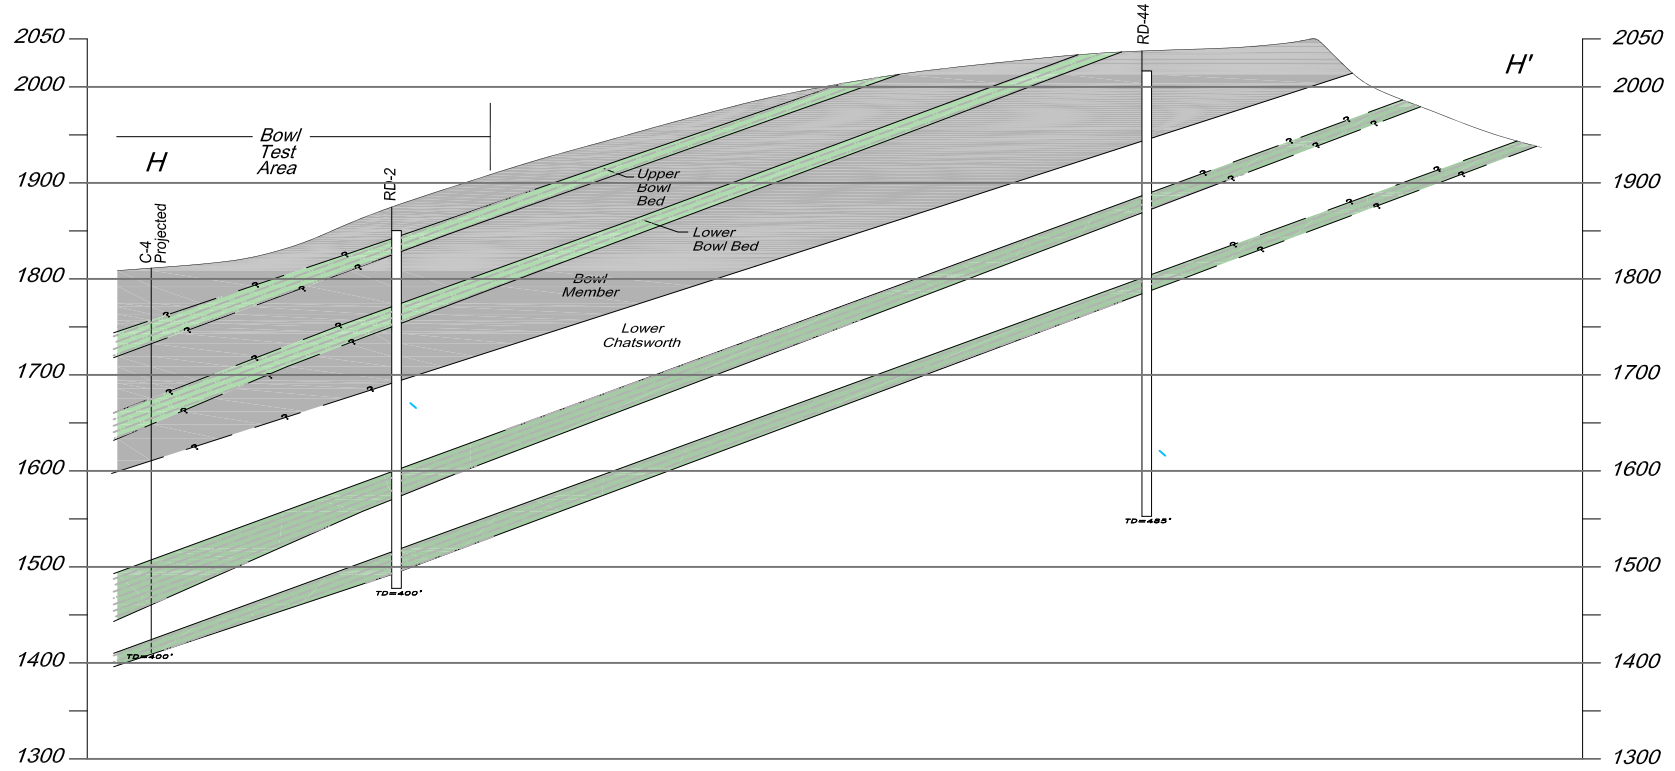 RD-44
2050
2050
H'
2000
2000
Bowl
Test
Area
H
RD-2
1900
1900
Upper
Bowl
Bed
C-4
Projected
Lower
Bowl Bed
1800
1800
Bowl
Member
Lower
Chatsworth
1700
1700
1600
1600
TD=485'
1500
1500
TD=400'
TD=400'
1400
1400
1300
1300
? ? ? ? ? ?
? ? ? ? ? ?
? ? ? ?
? ? ? ? ? ?
? ? ? ? ? ?